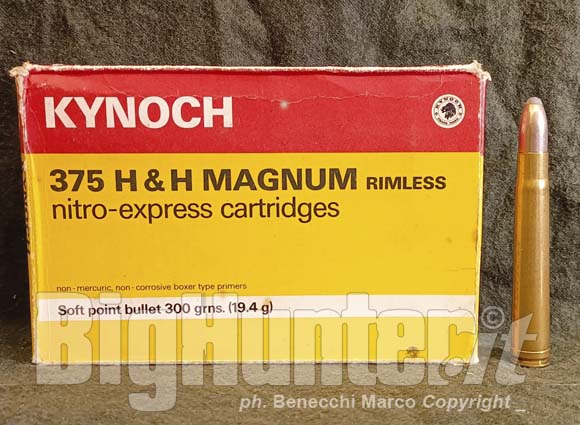 KYNOCH
KYNOCH
375 H & H MAGNUM RIMLESS
nitro-express cartridges
non-mercuric, non-corrosive boxer type primers
Soft point bullet 300 grns. (19.4 g)
BigHunter.it ©
ph. Benecchi Marco Copyright _